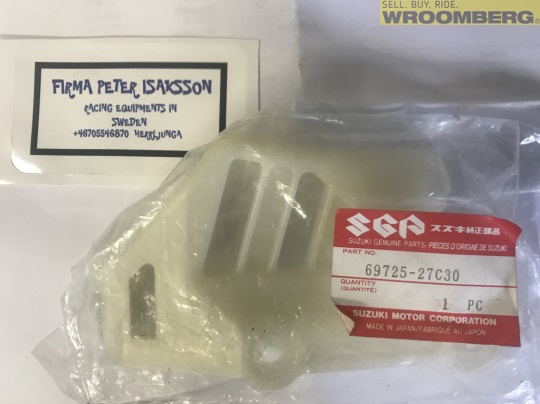 SELL. BUY. RIDE.
WROOMBERG
FIRMA PETER ISAKSSON
RACING EQUIPMENTS IN
SWEDEN
+46705546870 HERRLJUNGA
SGP スズキ純正部品
SUZUKI GENUINE PARTS/PIECES D'ORIGINE DE SUZUKI
PART NO.
69725-27C30
QUANTITY
(QUANTITÉ)
1 PC
SUZUKI MOTOR CORPORATION
MADE IN JAPAN/FABRIQUÉ AU JAPON